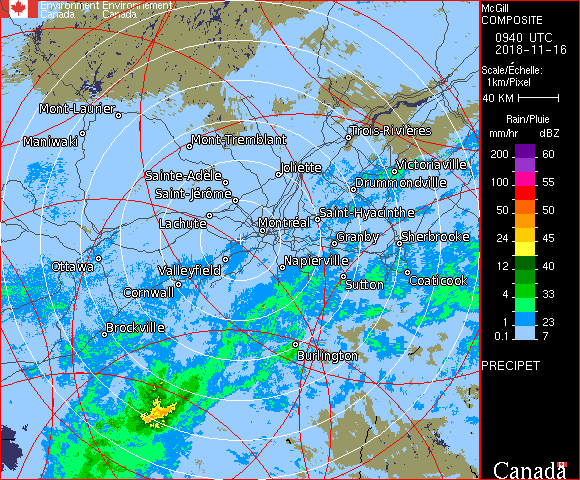 Environment Environnement
Canada Canada
McGill
COMPOSITE
0940 UTC
2018-11-16
Scale/Échelle:
1km/Pixel
40 KM
Rain/Pluie
mm/hr dBZ
200 60
100 55
50 50
24 45
12 40
4 33
1 23
0.1 7
PRECIPET
Canada
Mont-Laurier
Maniwaki
Mont-Tremblant
Trois-Rivières
Sainte-Adèle
Joliette
Victoriaville
Saint-Jérôme
Drummondville
Lachute
Montréal
Saint-Hyacinthe
Granby
Sherbrooke
Ottawa
Valleyfield
Napierville
Cornwall
Sutton
Coaticook
Brockville
Burlington